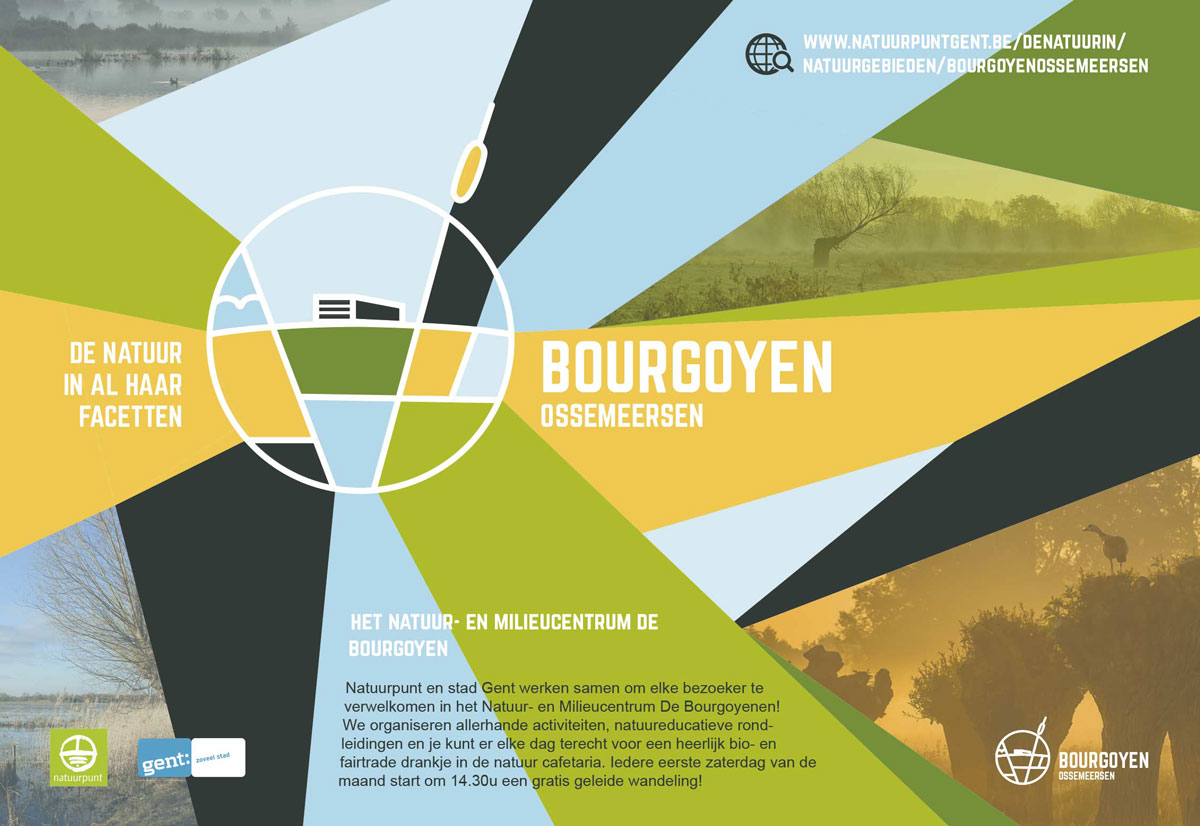 WWW.NATUURPUNTGENT.BE/DENATUURIN/
NATUURGEBIEDEN/BOURGOYENOSSEMEERSEN
DE NATUUR
IN AL HAAR
FACETTEN
BOURGOYEN
OSSEMEERSEN
HET NATUUR- EN MILIEUCENTRUM DE
BOURGOYEN
Natuurpunt en stad Gent werken samen om elke bezoeker te
verwelkomen in het Natuur- en Milieucentrum De Bourgoyenen!
We organiseren allerhande activiteiten, natuureducatieve rond-
leidingen en je kunt er elke dag terecht voor een heerlijk bio- en
fairtrade drankje in de natuur cafetaria. Iedere eerste zaterdag van de
maand start om 14.30u een gratis geleide wandeling!
natuurpunt
gent:
zoveel stad
BOURGOYEN
OSSEMEERSEN